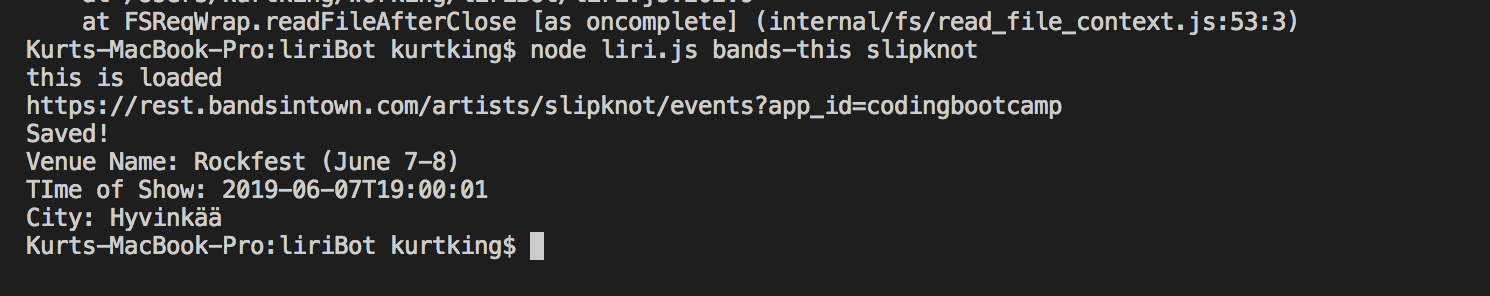 at FSReqWrap.readFileAfterClose [as oncomplete] (internal/fs/read_file_context.js:53:3)
Kurts-MacBook-Pro:liriBot kurtking$ node liri.js bands-this slipknot
this is loaded
https://rest.bandsintown.com/artists/slipknot/events?app_id=codingbootcamp
Saved!
Venue Name: Rockfest (June 7-8)
TIme of Show: 2019-06-07T19:00:01
City: Hyvinkää
Kurts-MacBook-Pro:liriBot kurtking$